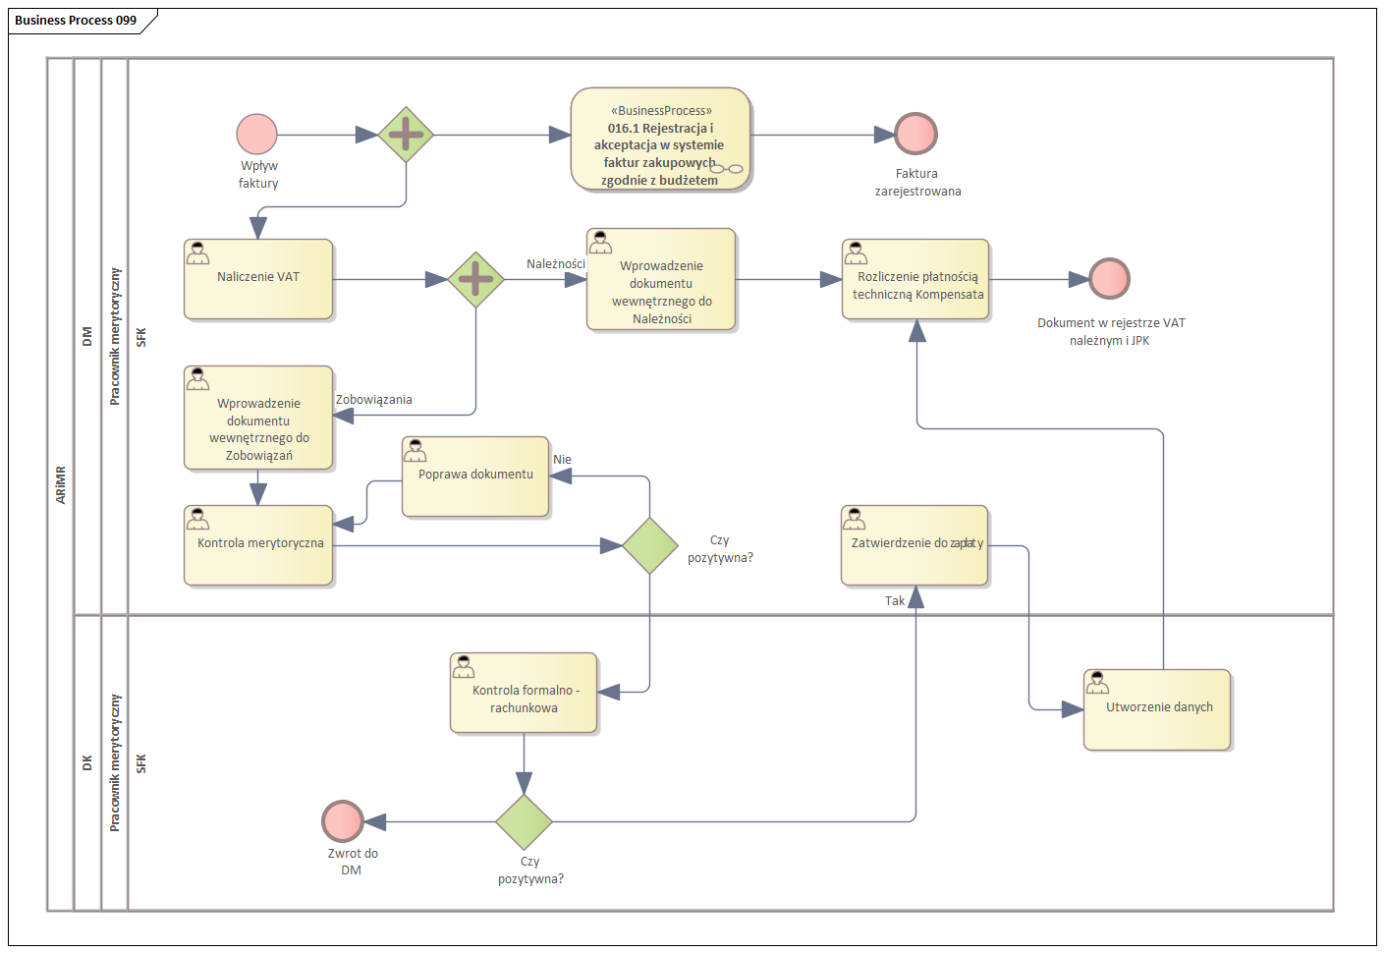 Business Process 099
ARiMR
DM
Pracownik merytoryczny
SFK
Wpływ
faktury
«BusinessProcess»
016.1 Rejestracja i
akceptacja w systemie
faktur zakupowych
zgodnie z budżetem
Faktura
zarejestrowana
Naliczenie VAT
Należności
Wprowadzenie
dokumentu
wewnętrznego do
Należności
Rozliczenie płatnością
techniczną Kompensata
Dokument w rejestrze VAT
należnym i JPK
Zobowiązania
Wprowadzenie
dokumentu
wewnętrznego do
Zobowiązań
Poprawa dokumentu
Nie
Kontrola merytoryczna
Czy
pozytywna?
Zatwierdzenie do zapłaty
Tak
DK
Pracownik merytoryczny
SFK
Kontrola formalno -
rachunkowa
Utworzenie danych
Zwrot do
DM
Czy
pozytywna?